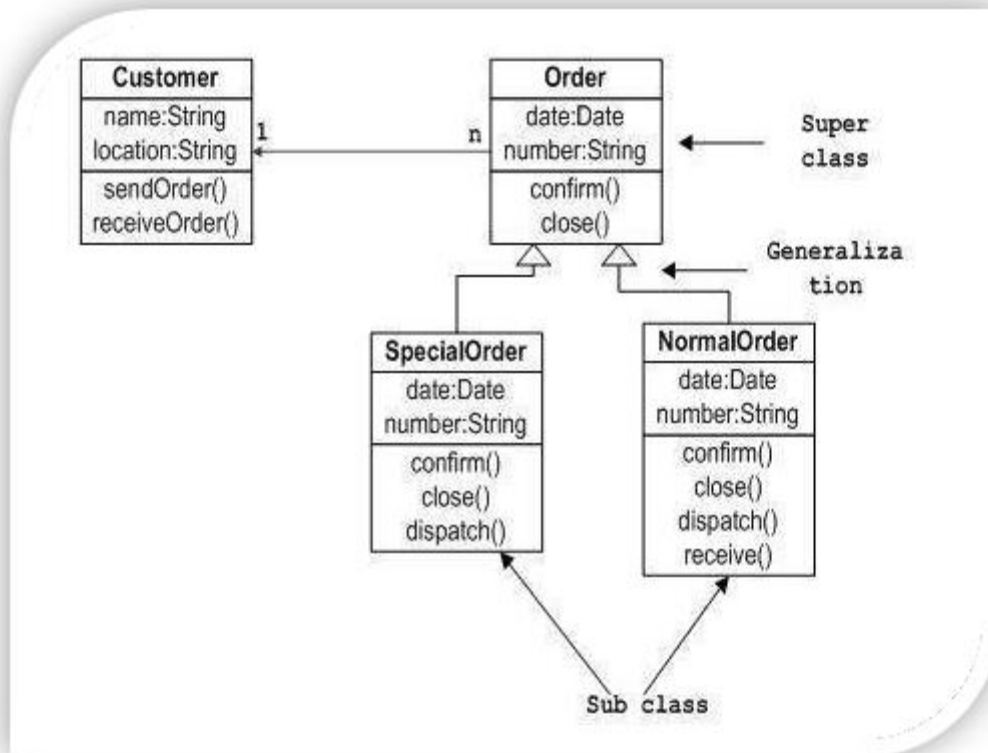 Customer
name:String
location:String
sendOrder()
receiveOrder()
1
n
Order
date:Date
number:String
confirm()
close()
Super
class
Generaliza
tion
SpecialOrder
date:Date
number:String
confirm()
close()
dispatch()
NormalOrder
date:Date
number:String
confirm()
close()
dispatch()
receive()
Sub class